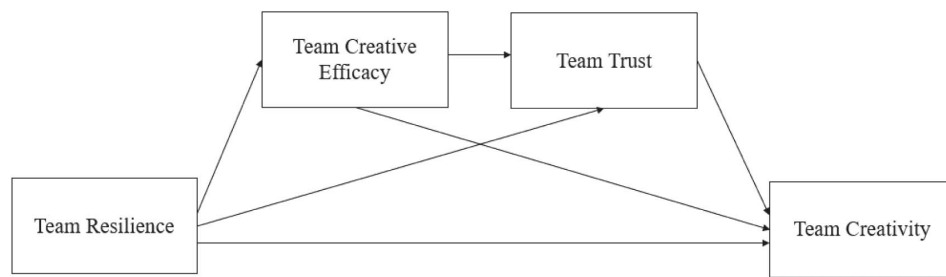 Team Creative
Efficacy
Team Trust
Team Resilience
Team Creativity